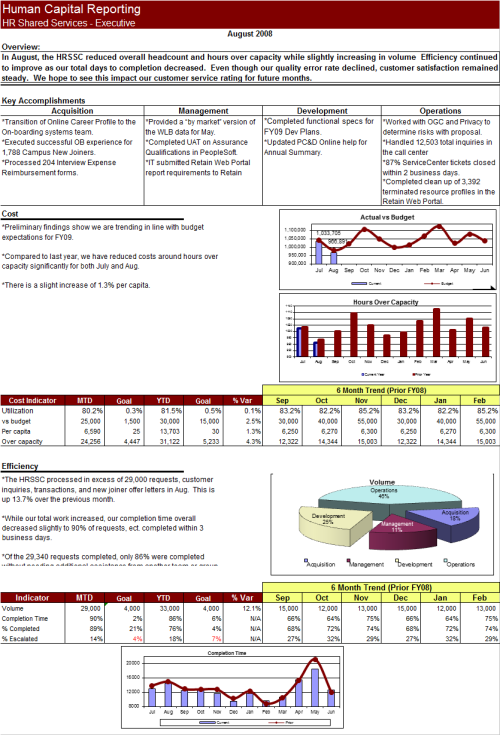 Human Capital Reporting
HR Shared Services - Executive
August 2008
Overview:
In August, the HRSSC reduced overall headcount and hours over capacity while slightly increasing in volume  Efficiency continued
to improve as our total days to completion decreased.  Even though our quality error rate declined, customer satisfaction remained
steady.  We hope to see this impact our customer service rating for future months.
Key Accomplishments
Acquisition Management Development Operations
*Transition of Online Career Profile to the
On-boarding systems team.
*Executed successful OB experience for
1,788 Campus New Joiners.
*Processed 204 Interview Expense
Reimbursement forms.
*Provided a "by market" version of
the WLB data for May.
*Completed UAT on Assurance
Qualifications in PeopleSoft.
*IT submitted Retain Web Portal
report requirements to Retain
*Completed functional specs for
FY09 Dev Plans.
*Updated PC&D Online help for
Annual Summary.
*Worked with OGC and Privacy to
determine risks with proposal.
*Handled 12,503 total inquiries in
the call center
*87% ServiceCenter tickets closed
within 2 business days.
*Completed clean up of 3,392
terminated resource profiles in the
Retain Web Portal.
Cost
*Preliminary findings show we are trending in line with budget
expectations for FY09.
*Compared to last year, we have reduced costs around hours over
capacity significantly for both July and Aug.
*There is a slight increase of 1.3% per capita.
Actual vs Budget
1,033,705
1,100,000
1,050,000
1,000,000
950,000
900,000
Jul Aug Sep Oct Nov Dec Jan Feb Mar Apr May Jun
Current Budget
Hours Over Capacity
Jul Aug Sep Oct Nov Dec Jan Feb Mar Apr May Jun
Current Year Prior Year
6 Month Trend (Prior FY08)
Cost Indicator MTD Goal YTD Goal % Var Sep Oct Nov Dec Jan Feb
Utilization 80.2% 0.3% 81.5% 0.5% 0.1% 83.2% 82.2% 85.2% 83.2% 82.2% 85.2%
vs budget 25,000 1,500 30,000 15,000 2.5% 30,000 40,000 55,000 30,000 40,000 55,000
Per capita 6,590 25 13,703 30 1.3% 6,250 6,270 6,300 6,250 6,270 6,300
Over capacity 24,256 4,447 31,122 5,233 4.3% 12,322 14,344 15,003 12,322 14,344 15,003
Efficiency
*The HRSSC processed in excess of 29,000 requests, customer
inquiries, transactions, and new joiner offer letters in Aug.  This is
up 13.7% over the previous month.
*While our total work increased, our completion time overall
decreased slightly to 90% of requests, ect. completed within 3
business days.
*Of the 29,340 requests completed, only 86% were completed
without needing additional assistance from another team or group
Volume
Operations
46%
Development
25%
Management
11%
Acquisition
18%
Acquisition Management Development Operations
6 Month Trend (Prior FY08)
Indicator MTD Goal YTD Goal % Var Sep Oct Nov Dec Jan Feb
Volume 29,000 4,000 33,000 4,000 12.1% 15,000 12,000 13,000 15,000 12,000 13,000
Completion Time 90% 2% 86% 6% N/A 66% 64% 75% 66% 64% 75%
% Completed 89% 21% 76% 4% N/A 68% 72% 74% 68% 72% 74%
% Escalated 14% 4% 18% 7% N/A 27% 32% 29% 27% 32% 29%
Completion Time
20000
16000
12000
8000
Jul Aug Sep Oct Nov Dec Jan Feb Mar Apr May Jun
Current Prior